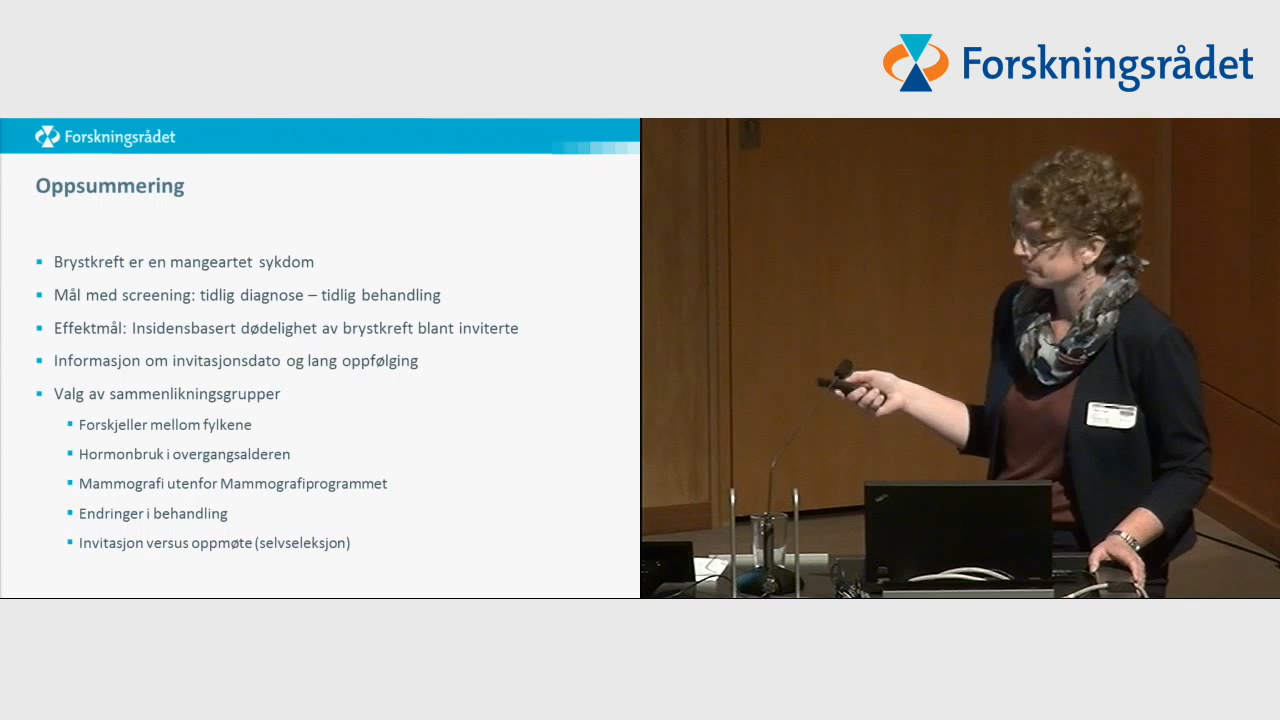 Forskningsrådet
Forskningsrådet
Oppsummering
Brystkreft er en mangeartet sykdom
Mål med screening: tidlig diagnose – tidlig behandling
Effektmål: Insidensbasert dødelighet av brystkreft blant inviterte
Informasjon om invitasjonsdato og lang oppfølging
Valg av sammenlikningsgrupper
Forskjeller mellom fylkene
Hormonbruk i overgangsalderen
Mammografi utenfor Mammografiprogrammet
Endringer i behandling
Invitasjon versus oppmøte (selvseleksjon)